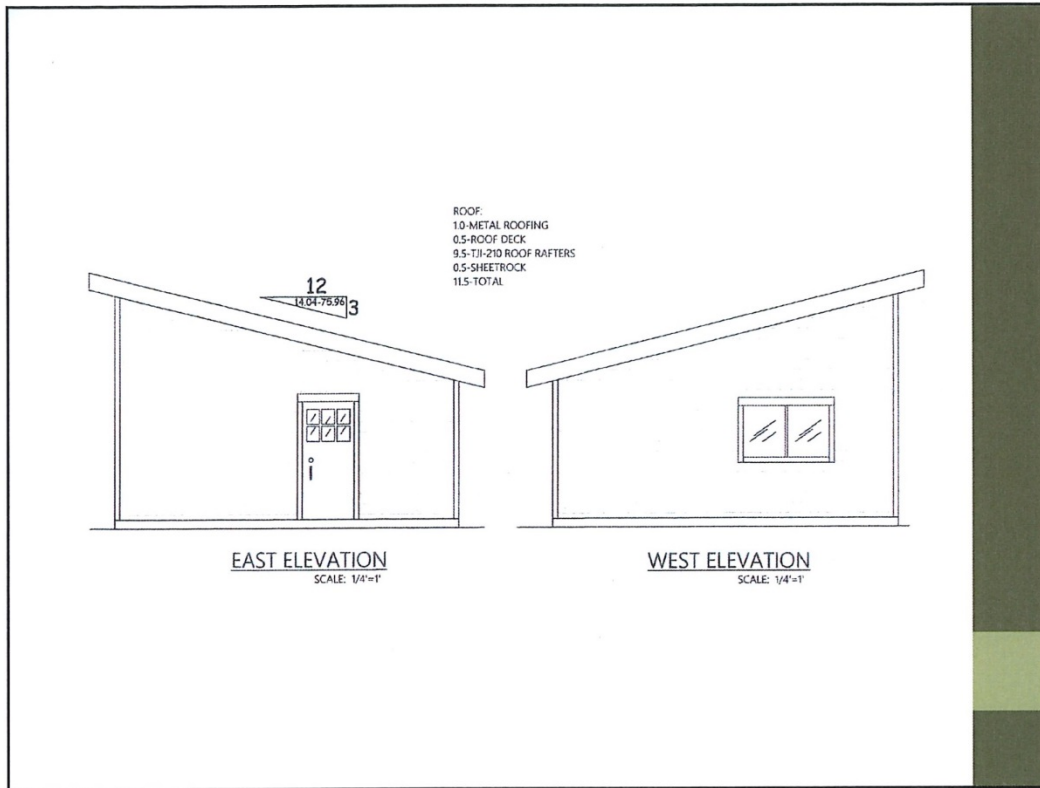 ROOF:
1.0-METAL ROOFING
0.5-ROOF DECK
9.5-TJI-210 ROOF RAFTERS
0.5-SHEETROCK
11.5-TOTAL
12
14.04-75.96
3
EAST ELEVATION
SCALE: 1/4'=1'
WEST ELEVATION
SCALE: 1/4'=1'